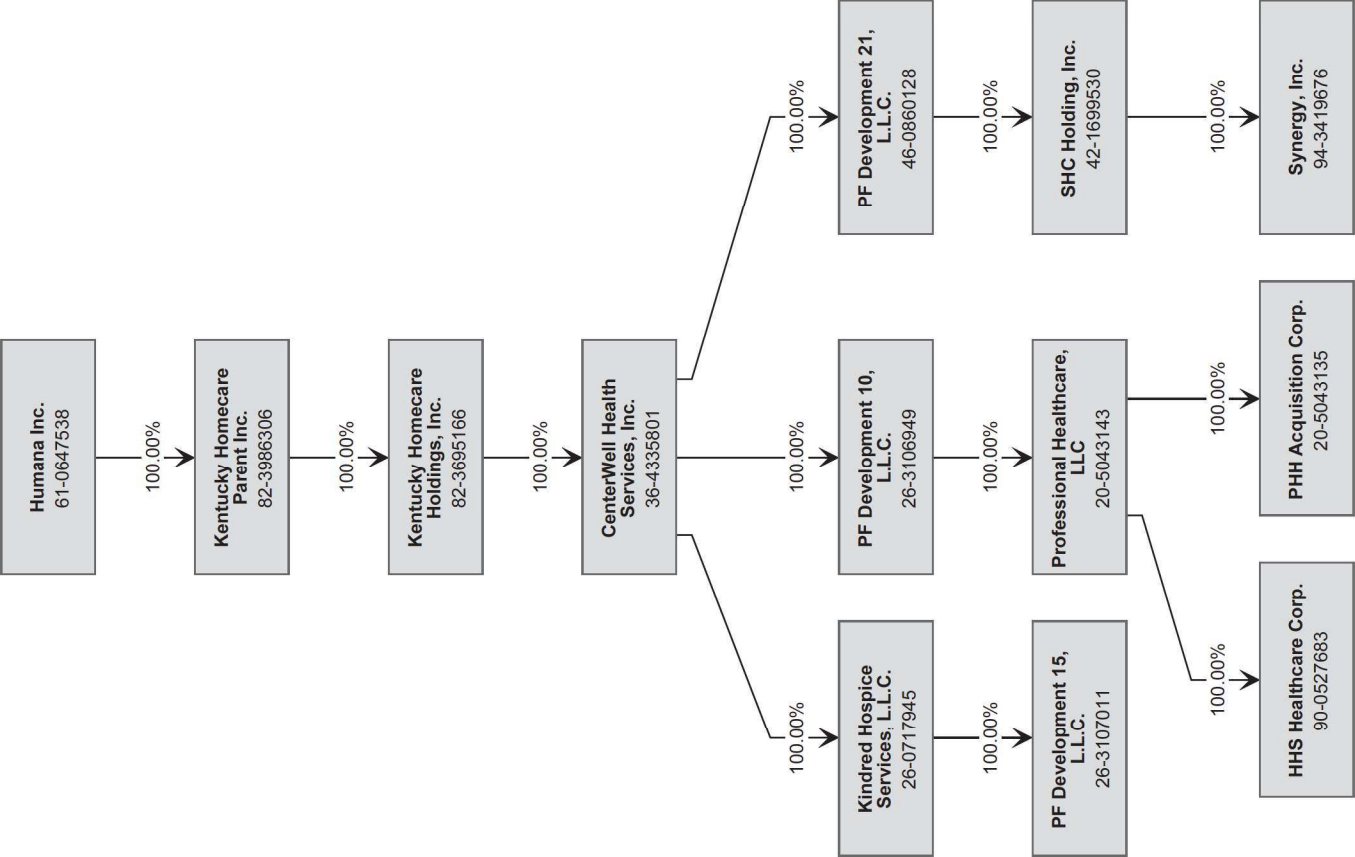 Humana Inc.
61-0647538
100.00%
Kentucky Homecare
Parent Inc.
82-3986306
100.00%
Kentucky Homecare
Holdings, Inc.
82-3695166
100.00%
CenterWell Health
Services, Inc.
36-4335801
100.00%
100.00%
100.00%
Kindred Hospice
Services, L.L.C.
26-0717945
PF Development 10,
L.L.C.
26-3106949
PF Development 21,
L.L.C.
46-0860128
100.00%
100.00%
100.00%
PF Development 15,
L.L.C.
26-3107011
Professional Healthcare,
LLC
20-5043143
SHC Holding, Inc.
42-1699530
100.00%
100.00%
100.00%
HHS Healthcare Corp.
90-0527683
PHH Acquisition Corp.
20-5043135
Synergy, Inc.
94-3419676